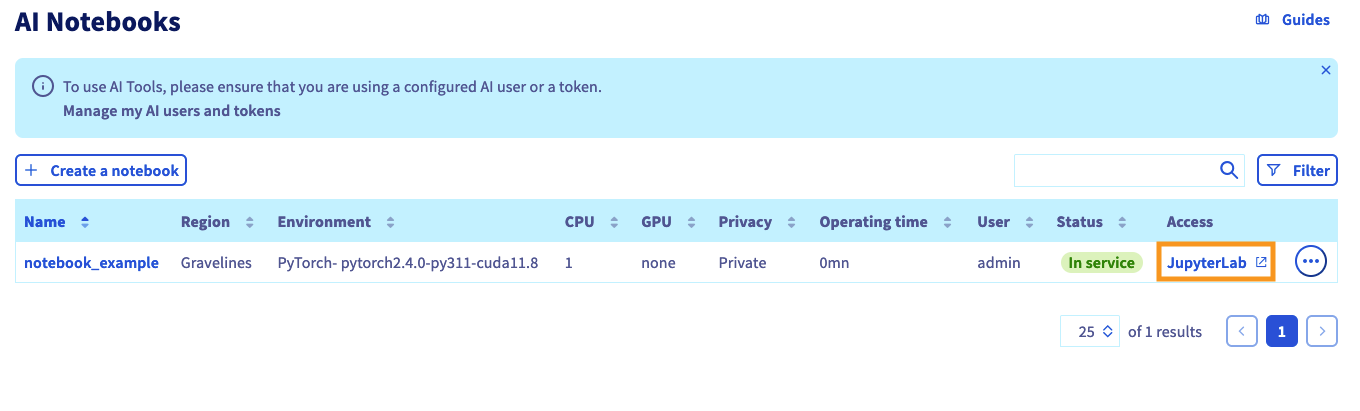 AI Notebooks
Guides
To use AI Tools, please ensure that you are using a configured AI user or a token.
Manage my AI users and tokens
Create a notebook
Filter
Name Region Environment CPU GPU Privacy Operating time User Status Access
notebook_example Gravelines PyTorch- pytorch2.4.0-py311-cuda11.8 1 none Private 0mn admin In service JupyterLab
25 of 1 results 1